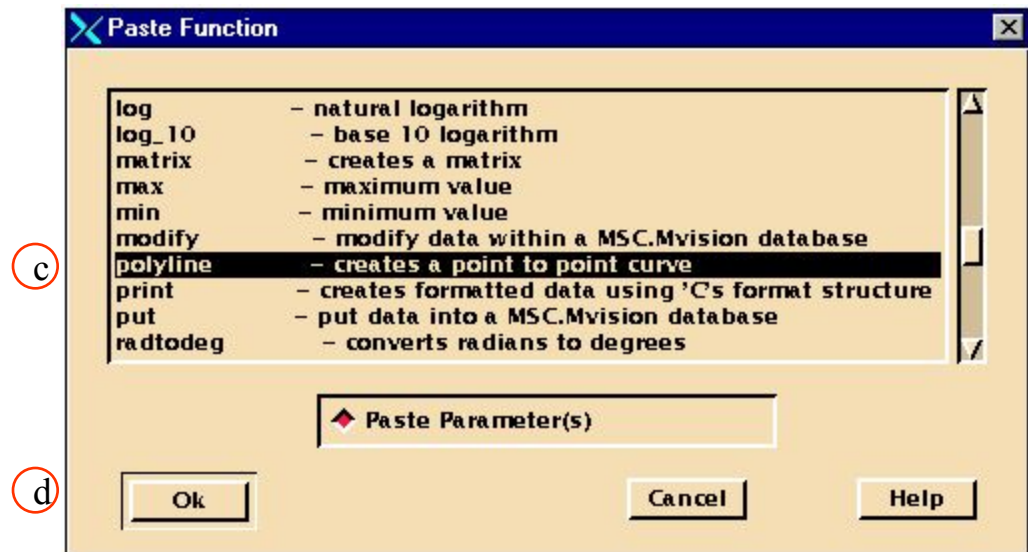 Paste Function
log – natural logarithm
log_10 – base 10 logarithm
matrix – creates a matrix
max – maximum value
min – minimum value
modify – modify data within a MSC.Mvision database
c polyline – creates a point to point curve
print – creates formatted data using 'C's format structure
put – put data into a MSC.Mvision database
radtodeg – converts radians to degrees
Paste Parameter(s)
d Ok Cancel Help